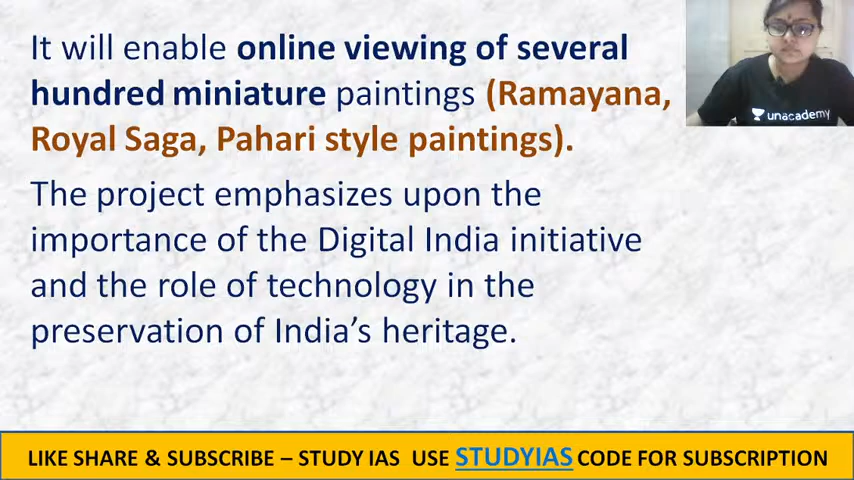 It will enable online viewing of several
hundred miniature paintings (Ramayana,
Royal Saga, Pahari style paintings).
unacademy
The project emphasizes upon the
importance of the Digital India initiative
and the role of technology in the
preservation of India's heritage.
LIKE SHARE & SUBSCRIBE – STUDY IAS USE STUDYIAS CODE FOR SUBSCRIPTION